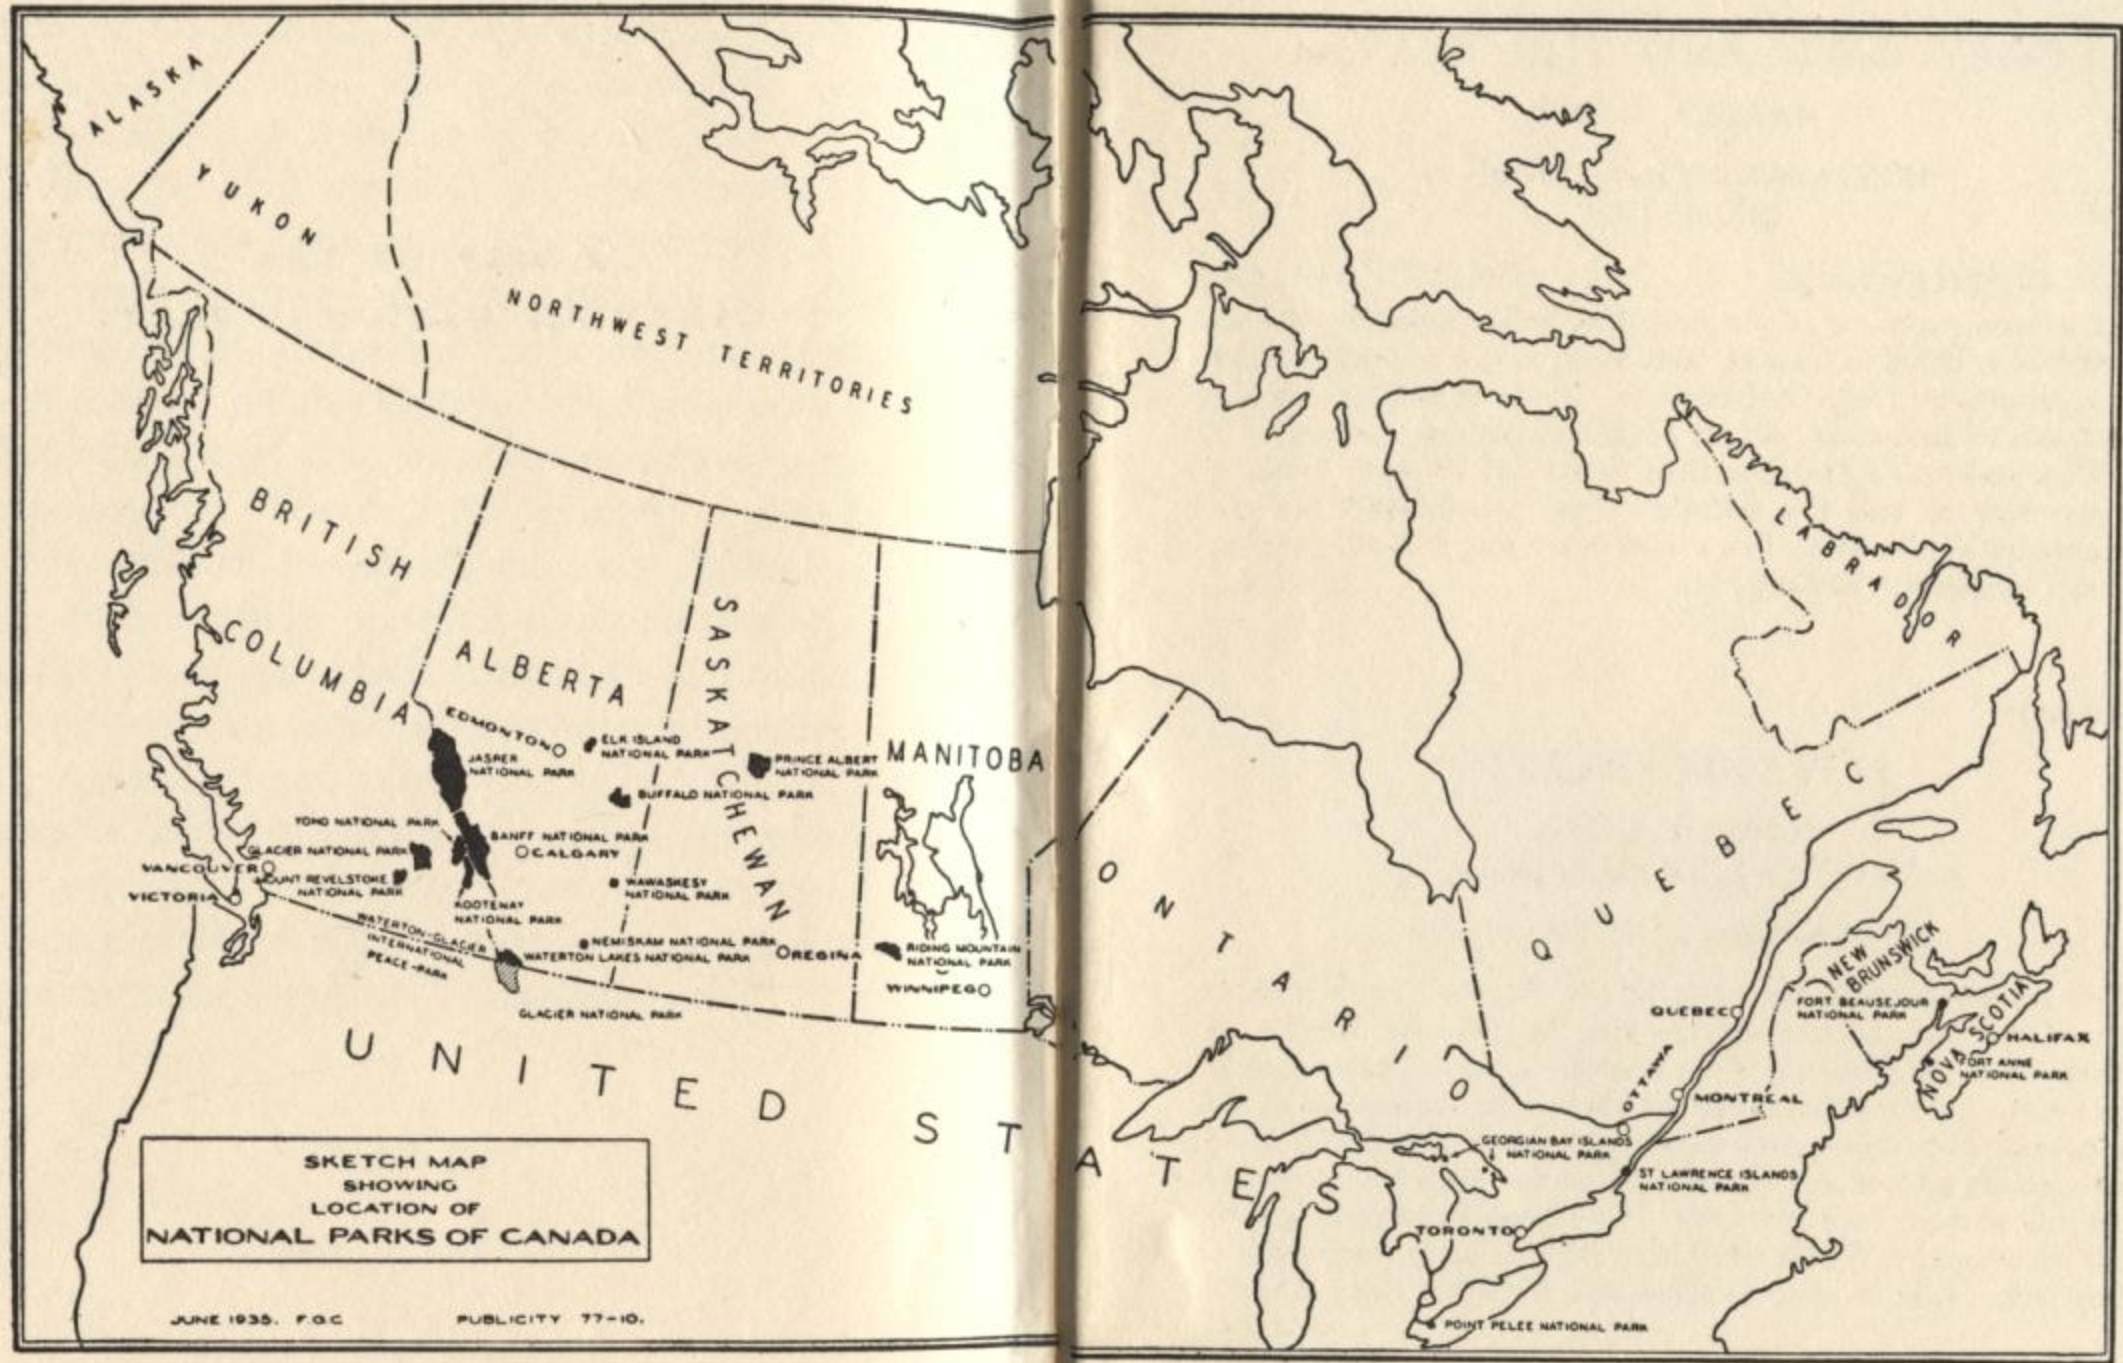 ALASKA
YUKON
NORTHWEST TERRITORIES
BRITISH
COLUMBIA
ALBERTA
SASKATCHEWAN
MANITOBA
EDMONTON
ELK ISLAND
NATIONAL PARK
JASPER
NATIONAL PARK
PRINCE ALBERT
NATIONAL PARK
BUFFALO NATIONAL PARK
YOHO NATIONAL PARK
BANFF NATIONAL PARK
GLACIER NATIONAL PARK
CALGARY
VANCOUVER
MOUNT REVELSTOKE
NATIONAL PARK
WAWASKESY
NATIONAL PARK
VICTORIA
KOOTENAY
NATIONAL PARK
WATERTON-GLACIER
INTERNATIONAL
PEACE-PARK
NEMISKAM NATIONAL PARK
WATERTON LAKES NATIONAL PARK
REGINA
RIDING MOUNTAIN
NATIONAL PARK
WINNIPEG
GLACIER NATIONAL PARK
UNITED STATES
SKETCH MAP
SHOWING
LOCATION OF
NATIONAL PARKS OF CANADA
JUNE 1935. F.G.C
PUBLICITY 77-10.
LABRADOR
QUEBEC
ONTARIO
NEW
BRUNSWICK
FORT BEAUSEJOUR
NATIONAL PARK
NOVA SCOTIA
HALIFAX
FORT ANNE
NATIONAL PARK
QUEBEC
OTTAWA
MONTREAL
GEORGIAN BAY ISLANDS
NATIONAL PARK
ST LAWRENCE ISLANDS
NATIONAL PARK
TORONTO
POINT PELEE NATIONAL PARK